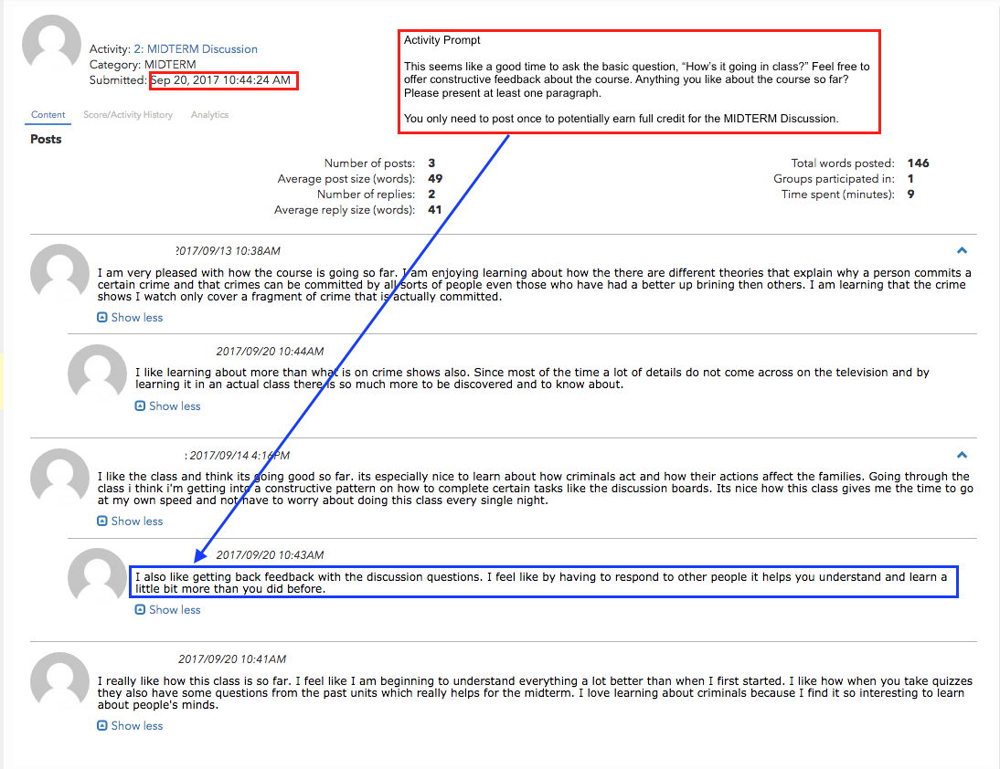 Activity: 2: MIDTERM Discussion
Category: MIDTERM
Submitted: Sep 20, 2017 10:44:24 AM
Activity Prompt
This seems like a good time to ask the basic question, “How’s it going in class?” Feel free to
offer constructive feedback about the course. Anything you like about the course so far?
Please present at least one paragraph.
You only need to post once to potentially earn full credit for the MIDTERM Discussion.
Content Score/Activity History Analytics
Posts
Number of posts: 3
Average post size (words): 49
Number of replies: 2
Average reply size (words): 41
Total words posted: 146
Groups participated in: 1
Time spent (minutes): 9
2017/09/13 10:38AM
I am very pleased with how the course is going so far. I am enjoying learning about how the there are different theories that explain why a person commits a
certain crime and that crimes can be committed by all sorts of people even those who have had a better up brining then others. I am learning that the crime
shows I watch only cover a fragment of crime that is actually committed.
Show less
2017/09/20 10:44AM
I like learning about more than what is on crime shows also. Since most of the time a lot of details do not come across on the television and by
learning it in an actual class there is so much more to be discovered and to know about.
Show less
: 2017/09/14 4:16PM
I like the class and think its going good so far. its especially nice to learn about how criminals act and how their actions affect the families. Going through the
class i think i'm getting into a constructive pattern on how to complete certain tasks like the discussion boards. Its nice how this class gives me the time to go
at my own speed and not have to worry about doing this class every single night.
Show less
2017/09/20 10:43AM
I also like getting back feedback with the discussion questions. I feel like by having to respond to other people it helps you understand and learn a
little bit more than you did before.
Show less
2017/09/20 10:41AM
I really like how this class is so far. I feel like I am beginning to understand everything a lot better than when I first started. I like how when you take quizzes
they also have some questions from the past units which really helps for the midterm. I love learning about criminals because I find it so interesting to learn
about people's minds.
Show less